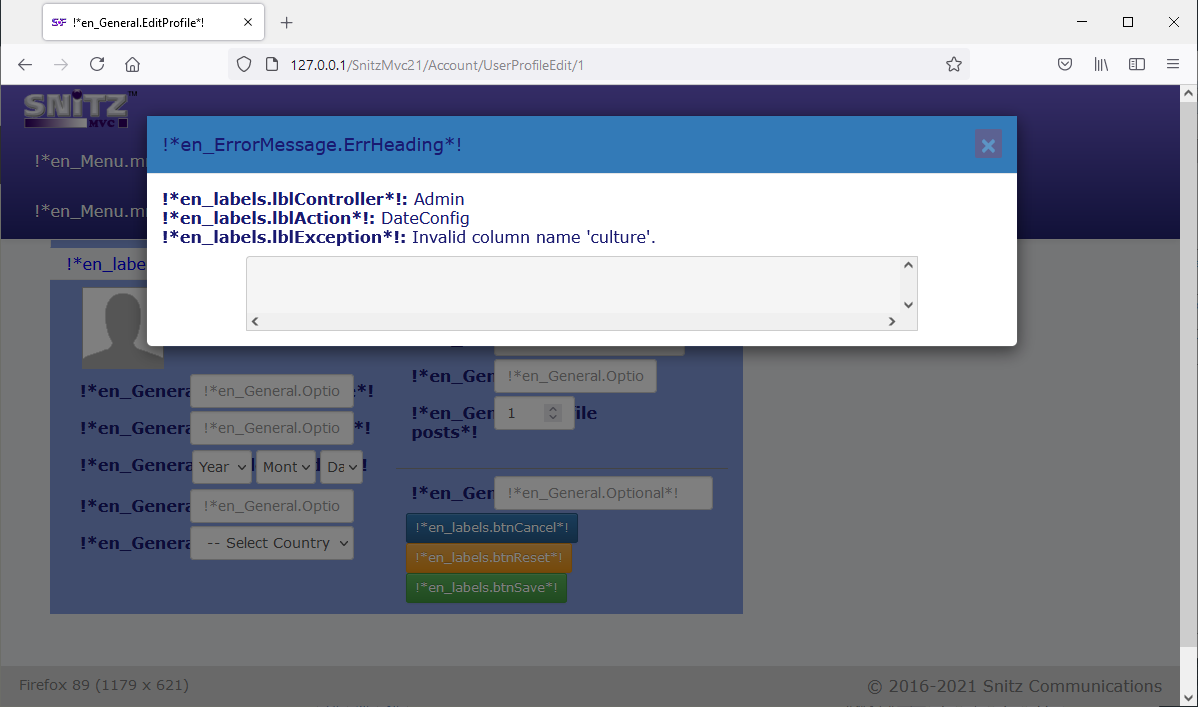 !*en_General.EditProfile*!
127.0.0.1/SnitzMvc21/Account/UserProfileEdit/1
SNiTZ™
MVC
!*en_Menu.m
!*en_Menu.m
!*en_ErrorMessage.ErrHeading*!
!*en_labels.lblController*!: Admin
!*en_labels.lblAction*!: DateConfig
!*en_labels.lblException*!: Invalid column name 'culture'.
!*en_labe
!*en_Genera !*en_General.Optio *!
!*en_Genera !*en_General.Optio *!
!*en_Genera Year Mont Da !
!*en_Genera !*en_General.Optio
!*en_Genera -- Select Country
!*en_Gen !*en_General.Optio
!*en_Gen 1 ile
posts*!
!*en_Gen !*en_General.Optional*!
!*en_labels.btnCancel*!
!*en_labels.btnReset*!
!*en_labels.btnSave*!
Firefox 89 (1179 x 621)
© 2016-2021 Snitz Communications